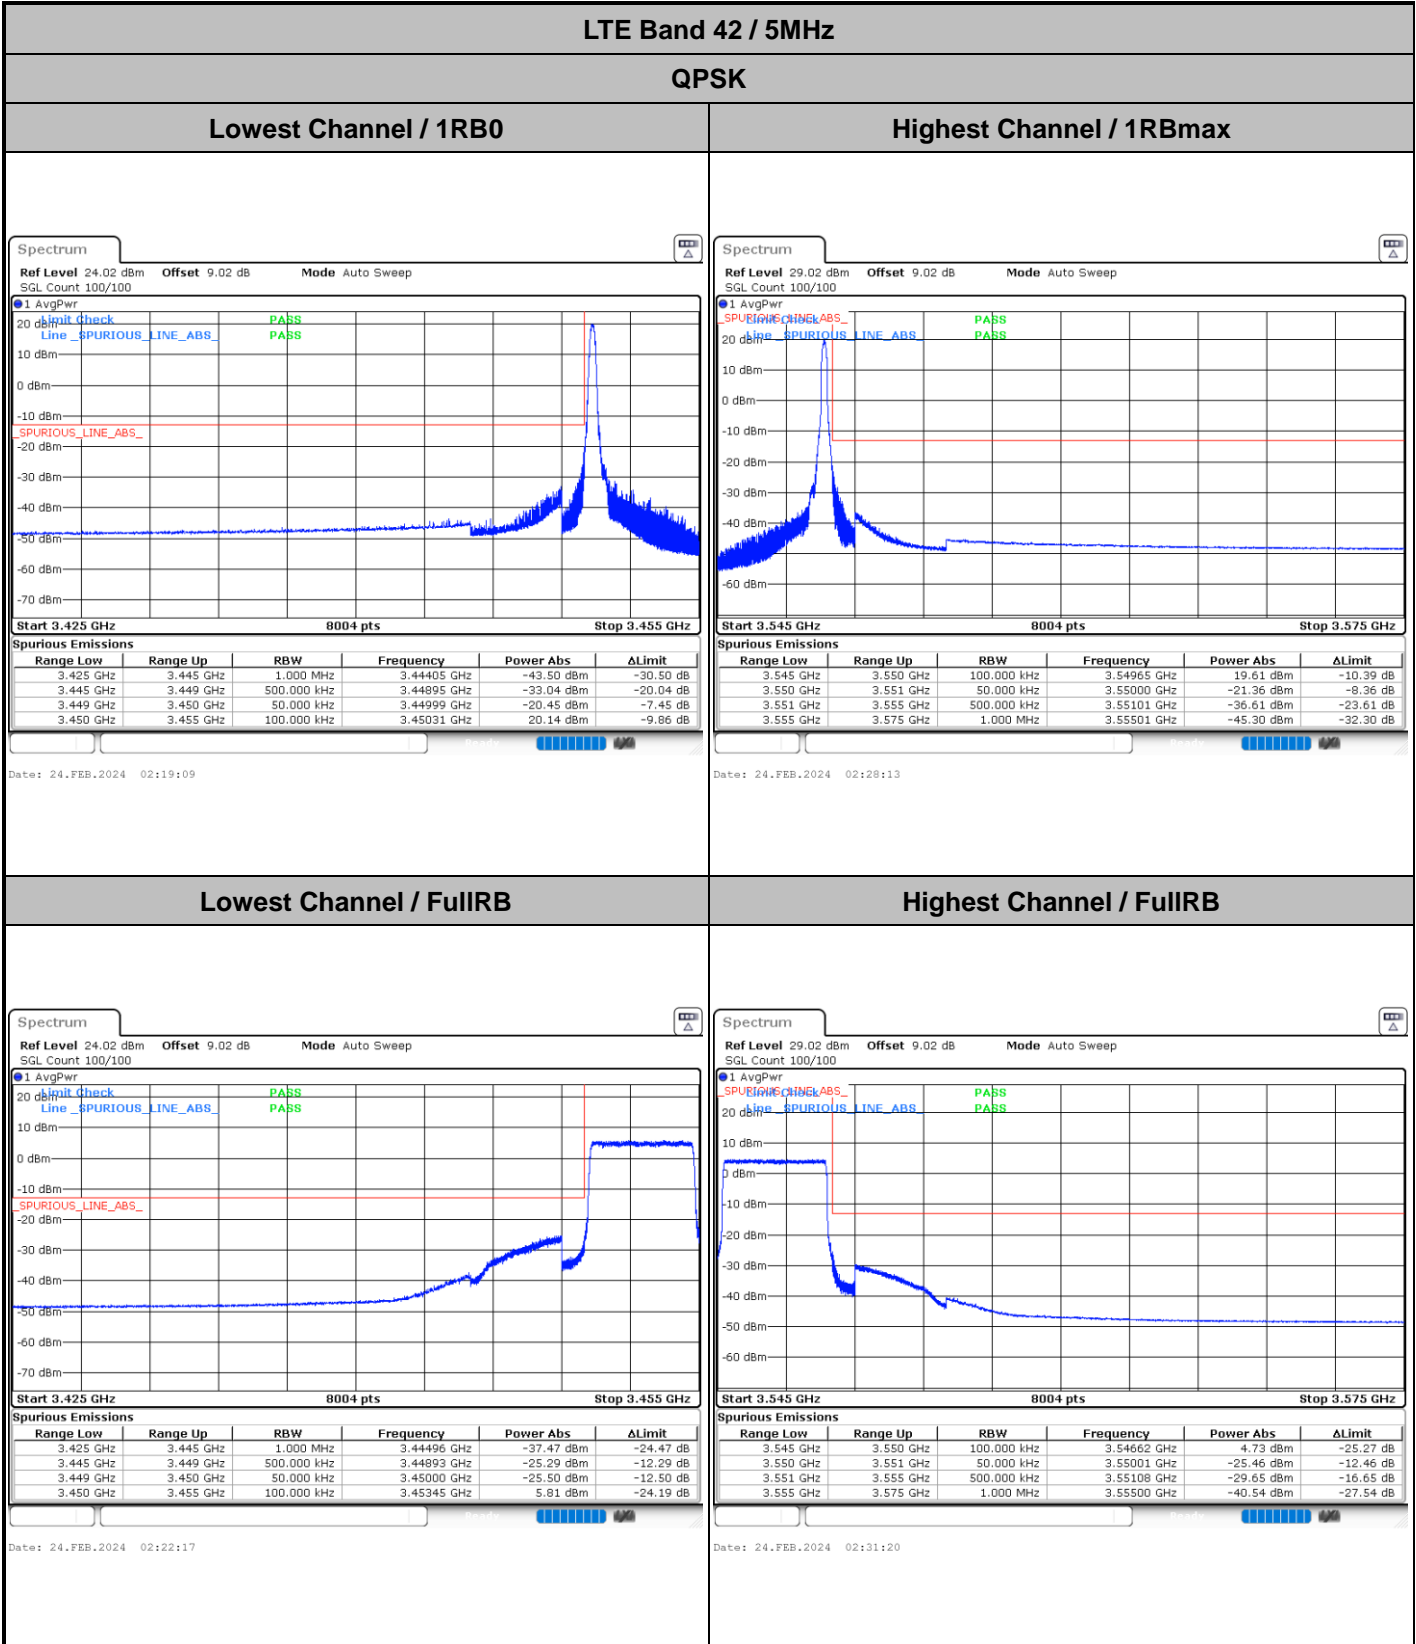 LTE Band 42 / 5MHz
QPSK
Lowest Channel / 1RB0
Highest Channel / 1RBmax
Spectrum
Ref Level 24.02 dBm Offset 9.02 dB Mode Auto Sweep
SGL Count 100/100
1 AvgPwr
Limit Check PASS
Line _SPURIOUS_LINE_ABS_ PASS
20 dBm
10 dBm
0 dBm
-10 dBm
_SPURIOUS_LINE_ABS_
-20 dBm
-30 dBm
-40 dBm
-50 dBm
-60 dBm
-70 dBm
Start 3.425 GHz 8004 pts Stop 3.455 GHz
Spurious Emissions
Range Low Range Up RBW Frequency Power Abs ΔLimit
3.425 GHz 3.445 GHz 1.000 MHz 3.44405 GHz -43.50 dBm -30.50 dB
3.445 GHz 3.449 GHz 500.000 kHz 3.44895 GHz -33.04 dBm -20.04 dB
3.449 GHz 3.450 GHz 50.000 kHz 3.44999 GHz -20.45 dBm -7.45 dB
3.450 GHz 3.455 GHz 100.000 kHz 3.45031 GHz 20.14 dBm -9.86 dB
Ready
Date: 24.FEB.2024 02:19:09
Spectrum
Ref Level 29.02 dBm Offset 9.02 dB Mode Auto Sweep
SGL Count 100/100
1 AvgPwr
_SPURIOUS_LINE_ABS_
Limit Check PASS
Line _SPURIOUS_LINE_ABS_ PASS
20 dBm
10 dBm
0 dBm
-10 dBm
-20 dBm
-30 dBm
-40 dBm
-60 dBm
Start 3.545 GHz 8004 pts Stop 3.575 GHz
Spurious Emissions
Range Low Range Up RBW Frequency Power Abs ΔLimit
3.545 GHz 3.550 GHz 100.000 kHz 3.54965 GHz 19.61 dBm -10.39 dB
3.550 GHz 3.551 GHz 50.000 kHz 3.55000 GHz -21.36 dBm -8.36 dB
3.551 GHz 3.555 GHz 500.000 kHz 3.55101 GHz -36.61 dBm -23.61 dB
3.555 GHz 3.575 GHz 1.000 MHz 3.55501 GHz -45.30 dBm -32.30 dB
Ready
Date: 24.FEB.2024 02:28:13
Lowest Channel / FullRB
Highest Channel / FullRB
Spectrum
Ref Level 24.02 dBm Offset 9.02 dB Mode Auto Sweep
SGL Count 100/100
1 AvgPwr
Limit Check PASS
Line _SPURIOUS_LINE_ABS_ PASS
20 dBm
10 dBm
0 dBm
-10 dBm
_SPURIOUS_LINE_ABS_
-20 dBm
-30 dBm
-40 dBm
-50 dBm
-60 dBm
-70 dBm
Start 3.425 GHz 8004 pts Stop 3.455 GHz
Spurious Emissions
Range Low Range Up RBW Frequency Power Abs ΔLimit
3.425 GHz 3.445 GHz 1.000 MHz 3.44496 GHz -37.47 dBm -24.47 dB
3.445 GHz 3.449 GHz 500.000 kHz 3.44893 GHz -25.29 dBm -12.29 dB
3.449 GHz 3.450 GHz 50.000 kHz 3.45000 GHz -25.50 dBm -12.50 dB
3.450 GHz 3.455 GHz 100.000 kHz 3.45345 GHz 5.81 dBm -24.19 dB
Ready
Date: 24.FEB.2024 02:22:17
Spectrum
Ref Level 29.02 dBm Offset 9.02 dB Mode Auto Sweep
SGL Count 100/100
1 AvgPwr
_SPURIOUS_LINE_ABS_
Limit Check PASS
Line _SPURIOUS_LINE_ABS_ PASS
20 dBm
10 dBm
0 dBm
-10 dBm
-20 dBm
-30 dBm
-40 dBm
-50 dBm
-60 dBm
Start 3.545 GHz 8004 pts Stop 3.575 GHz
Spurious Emissions
Range Low Range Up RBW Frequency Power Abs ΔLimit
3.545 GHz 3.550 GHz 100.000 kHz 3.54662 GHz 4.73 dBm -25.27 dB
3.550 GHz 3.551 GHz 50.000 kHz 3.55001 GHz -25.46 dBm -12.46 dB
3.551 GHz 3.555 GHz 500.000 kHz 3.55108 GHz -29.65 dBm -16.65 dB
3.555 GHz 3.575 GHz 1.000 MHz 3.55500 GHz -40.54 dBm -27.54 dB
Ready
Date: 24.FEB.2024 02:31:20